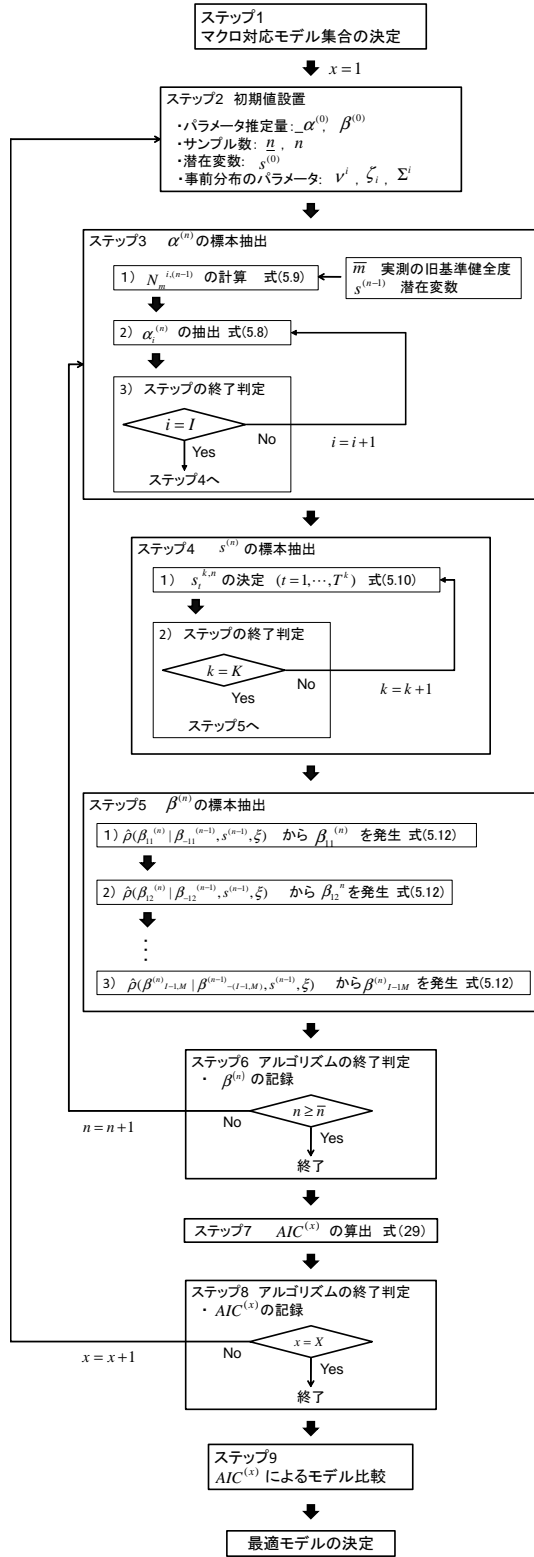 ステップ1
マクロ対応モデル集合の決定
x = 1
ステップ2 初期値設置
・パラメータ推定量: α^(0), β^(0)
・サンプル数: n , n
・潜在変数: s^(0)
・事前分布のパラメータ: ν^i , ζ_i , Σ^i
ステップ3 α^(n) の標本抽出
1) N_m^{i,(n-1)} の計算 式(5.9)
m̅ 実測の旧基準健全度
s^(n-1) 潜在変数
2) α_i^(n) の抽出 式(5.8)
3) ステップの終了判定
i = I
No
Yes
i = i+1
ステップ4へ
ステップ4 s^(n) の標本抽出
1) s_t^{k,n} の決定 (t = 1,⋯,T^k) 式(5.10)
2) ステップの終了判定
k = K
No
Yes
k = k+1
ステップ5へ
ステップ5 β^(n) の標本抽出
1) ρ̂(β_11^(n) | β_-11^(n-1), s^(n-1), ξ) から β_11^(n) を発生 式(5.12)
2) ρ̂(β_12^(n) | β_-12^(n-1), s^(n-1), ξ) から β_12^n を発生 式(5.12)
⋮
3) ρ̂(β^(n)_{I-1,M} | β^(n-1)_{-(I-1,M)}, s^(n-1), ξ) から β^(n)_{I-1M} を発生 式(5.12)
ステップ6 アルゴリズムの終了判定
・ β^(n) の記録
n ≥ n̅
No
Yes
n = n+1
終了
ステップ7 AIC^(x) の算出 式(29)
ステップ8 アルゴリズムの終了判定
・ AIC^(x) の記録
x = X
No
Yes
x = x+1
終了
ステップ9
AIC^(x) によるモデル比較
最適モデルの決定